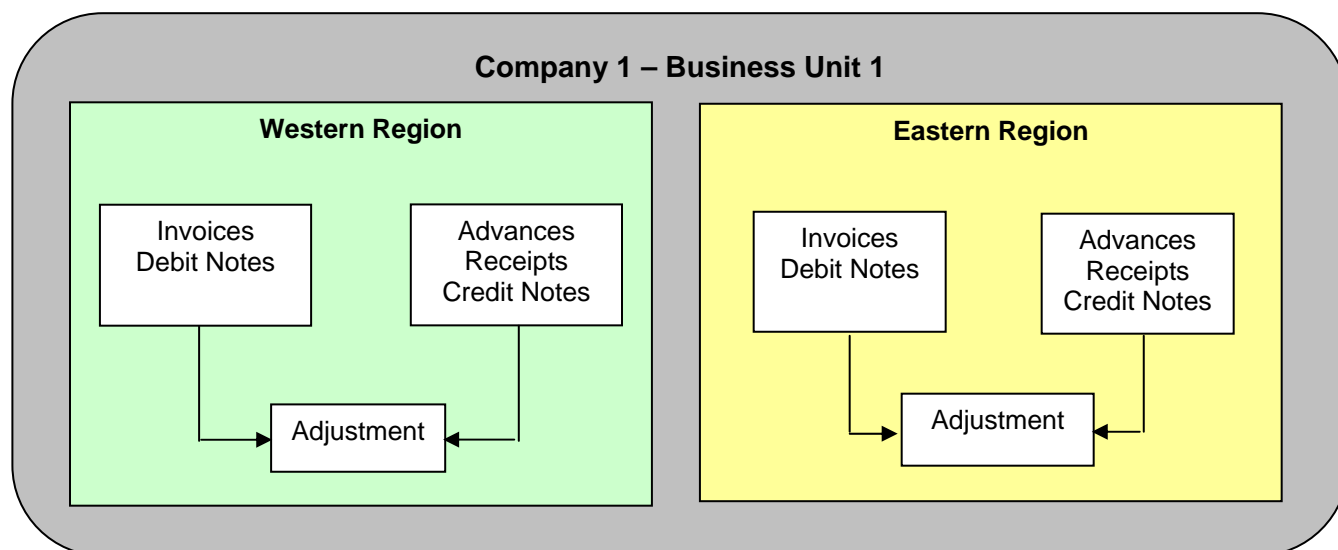 Company 1 – Business Unit 1
Western Region
Invoices
Debit Notes
Advances
Receipts
Credit Notes
Adjustment
Eastern Region
Invoices
Debit Notes
Advances
Receipts
Credit Notes
Adjustment